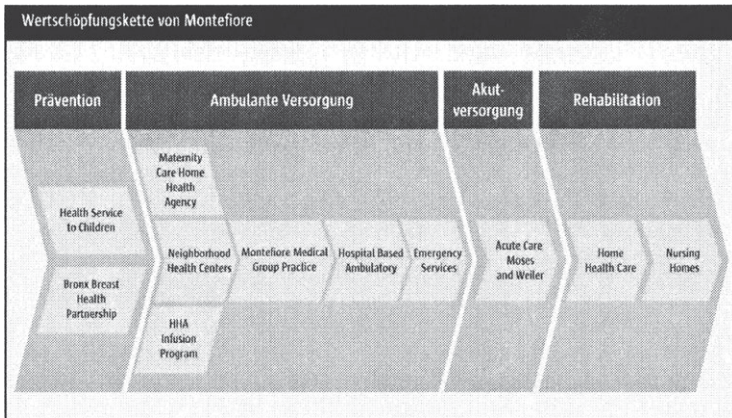 Wertschöpfungskette von Montefiore
Prävention
Ambulante Versorgung
Akut-
versorgung
Rehabilitation
Health Service
to Children
Bronx Breast
Health
Partnership
Maternity
Care Home
Health
Agency
Neighborhood
Health Centers
HHA
Infusion
Program
Montefiore Medical
Group Practice
Hospital Based
Ambulatory
Emergency
Services
Acute Care
Moses
and Weiler
Home
Health Care
Nursing
Homes